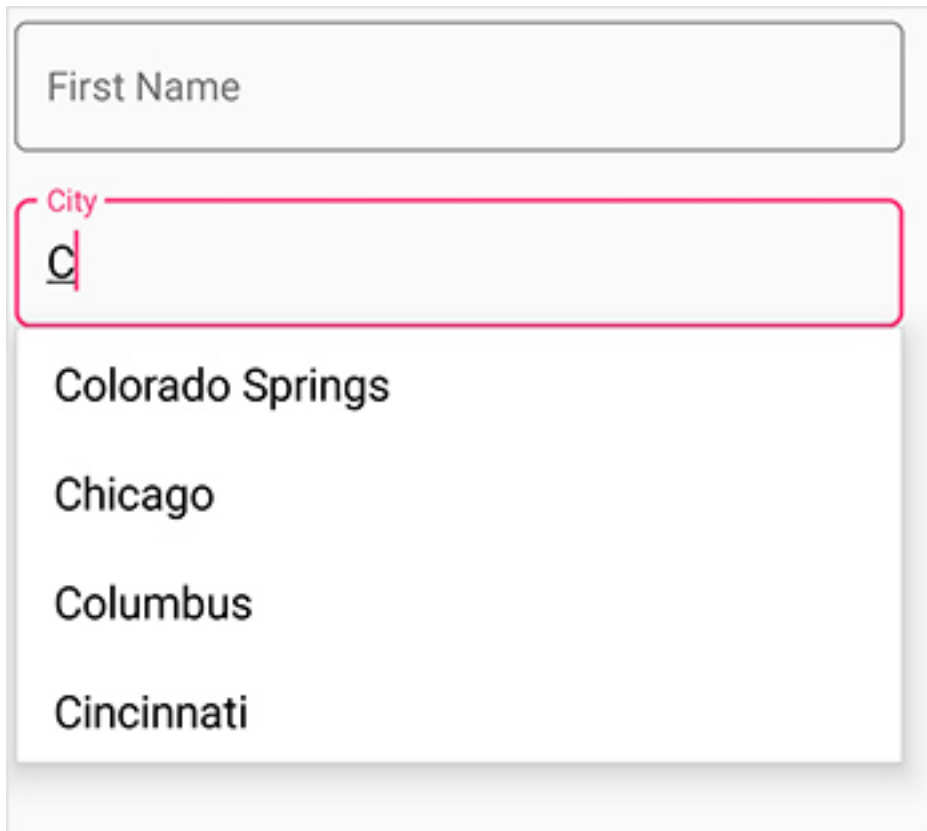 First Name
City
C
Colorado Springs
Chicago
Columbus
Cincinnati